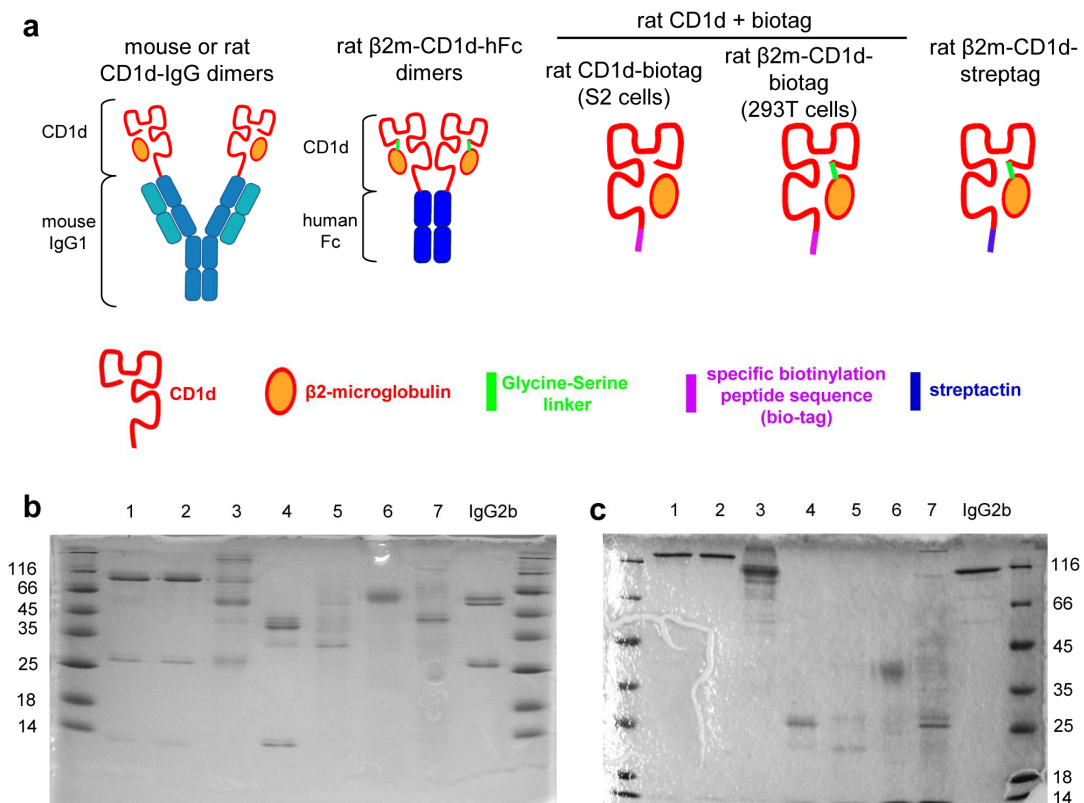 a
mouse or rat
CD1d-IgG dimers
rat β2m-CD1d-hFc
dimers
rat CD1d + biotag
rat CD1d-biotag
(S2 cells)
rat β2m-CD1d-
biotag
(293T cells)
rat β2m-CD1d-
streptag
CD1d
mouse
IgG1
CD1d
human
Fc
CD1d
β2-microglobulin
Glycine-Serine
linker
specific biotinylation
peptide sequence
(bio-tag)
streptactin
b
1 2 3 4 5 6 7 IgG2b
116
66
45
35
25
18
14
c
1 2 3 4 5 6 7 IgG2b
116
66
45
35
25
18
14